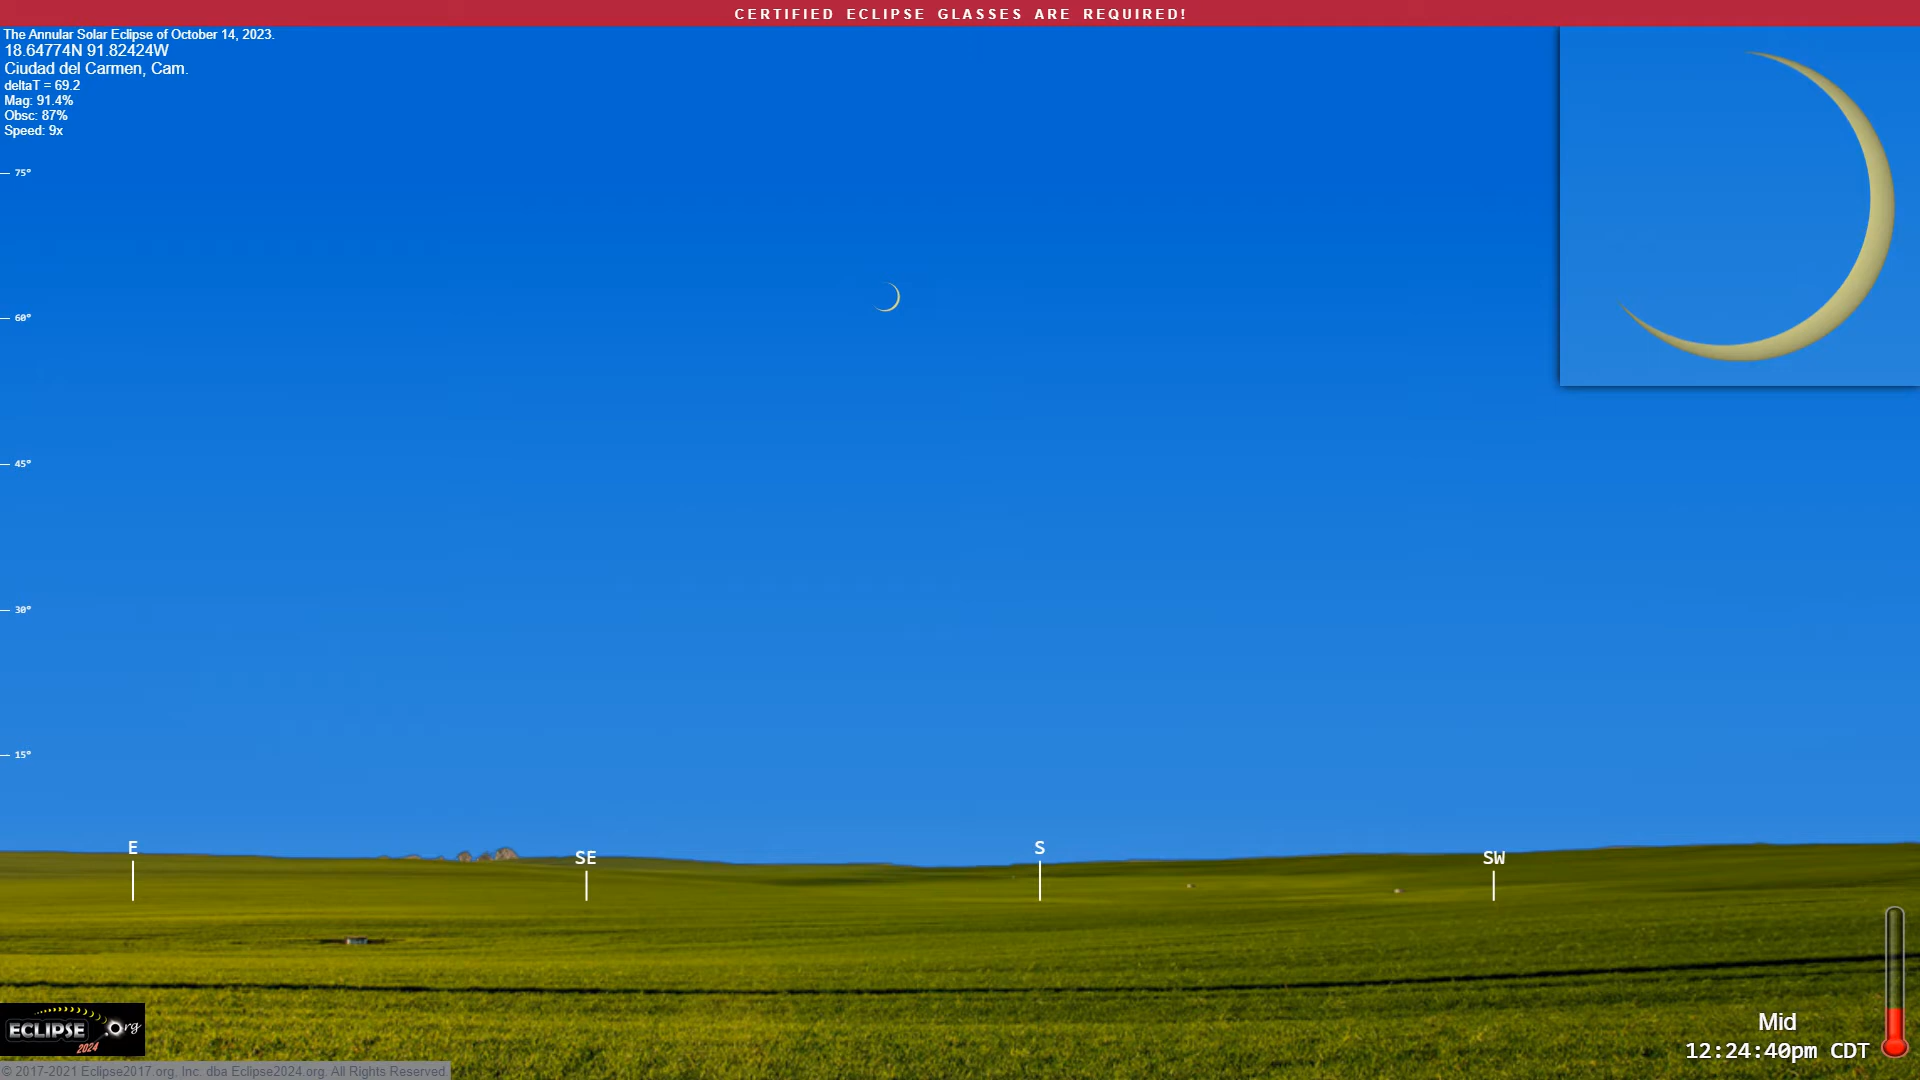 CERTIFIED ECLIPSE GLASSES ARE REQUIRED!
The Annular Solar Eclipse of October 14, 2023.
18.64774N 91.82424W
Ciudad del Carmen, Cam.
deltaT = 69.2
Mag: 91.4%
Obsc: 87%
Speed: 9x
75°
60°
45°
30°
15°
E
SE
S
SW
Mid
12:24:40pm CDT
ECLIPSE .Org
2024
© 2017-2021 Eclipse2017.org, Inc. dba Eclipse2024.org. All Rights Reserved.